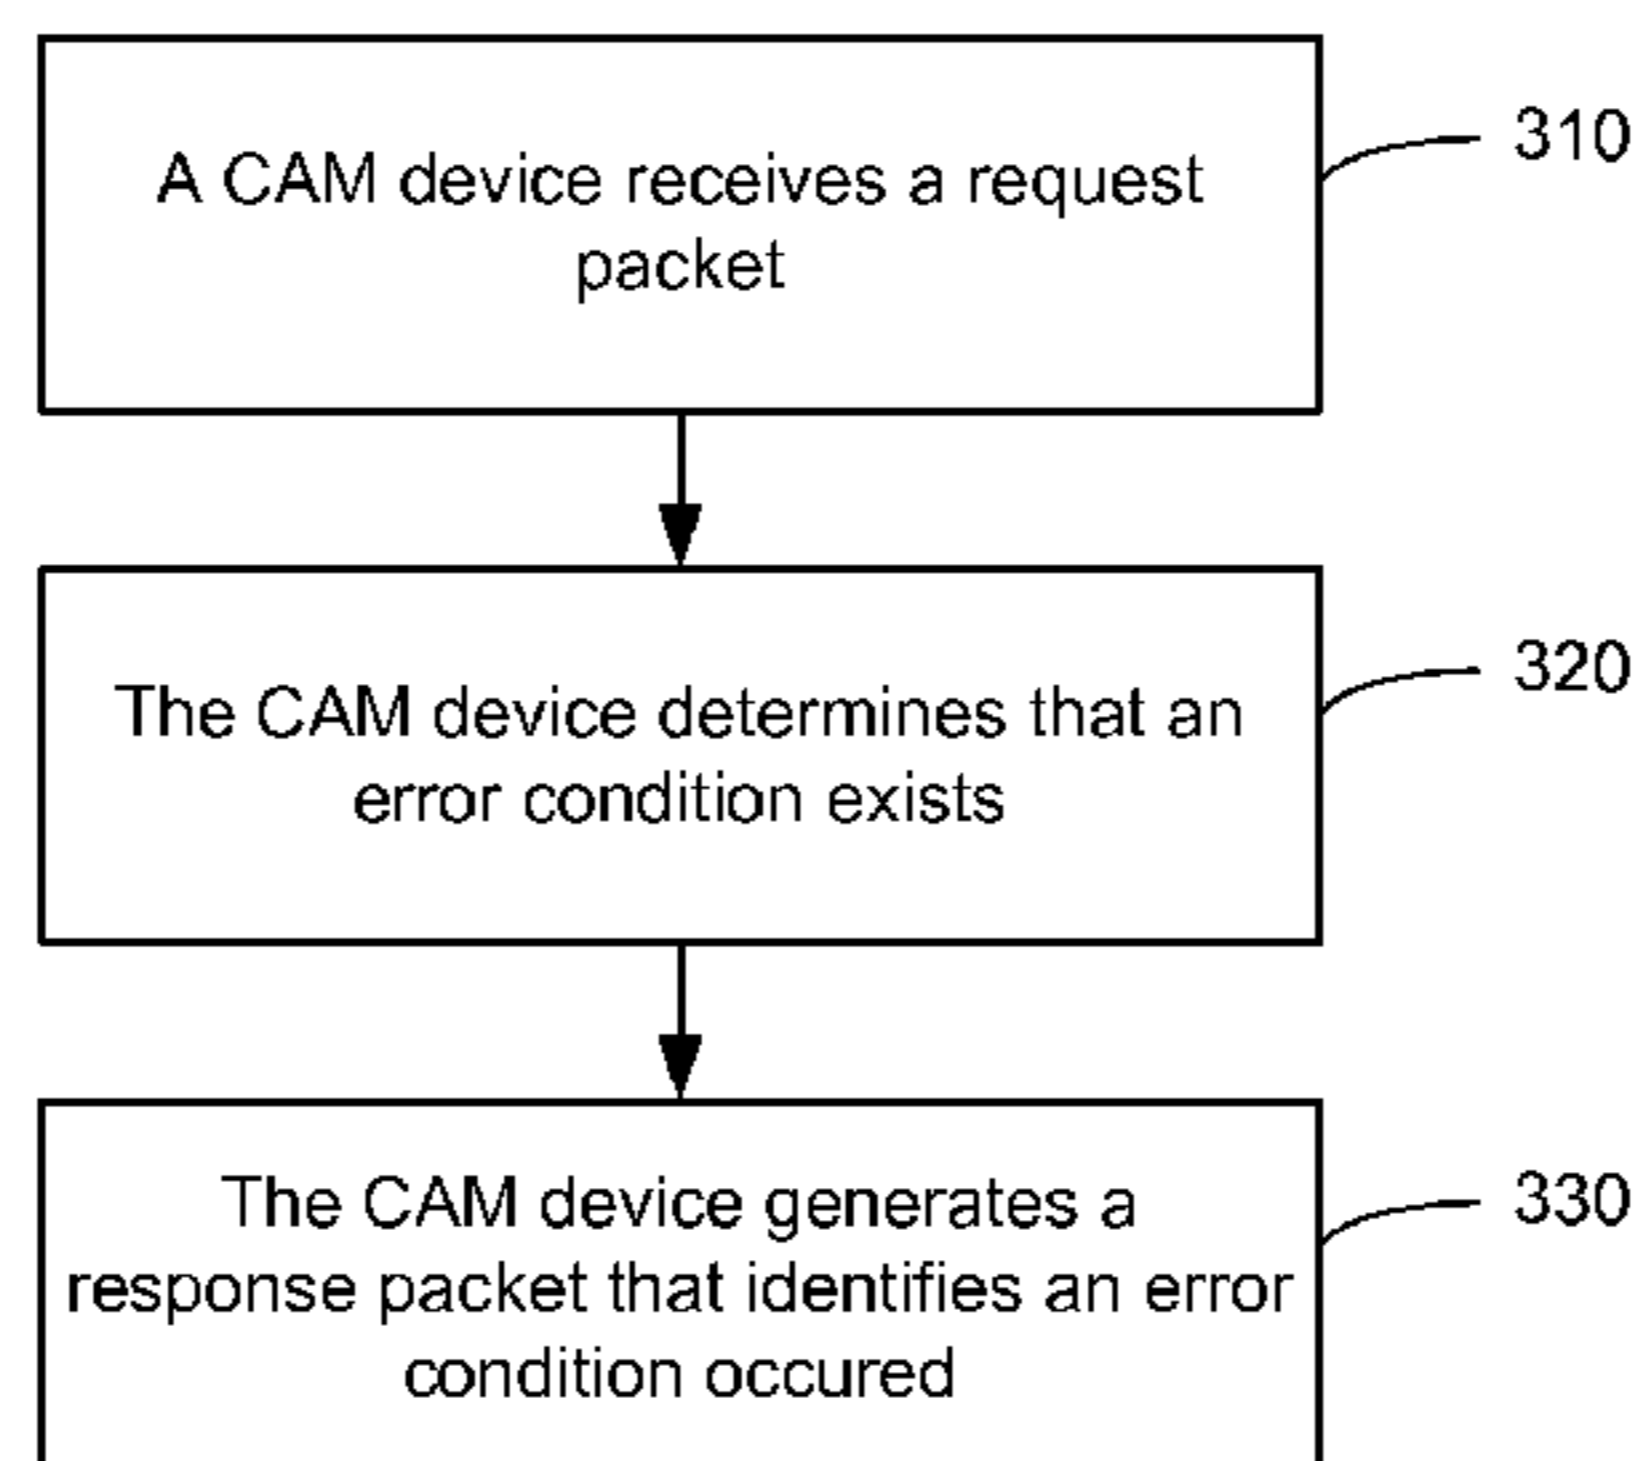 A CAM device receives a request
packet
310
The CAM device determines that an
error condition exists
320
The CAM device generates a
response packet that identifies an error
condition occured
330